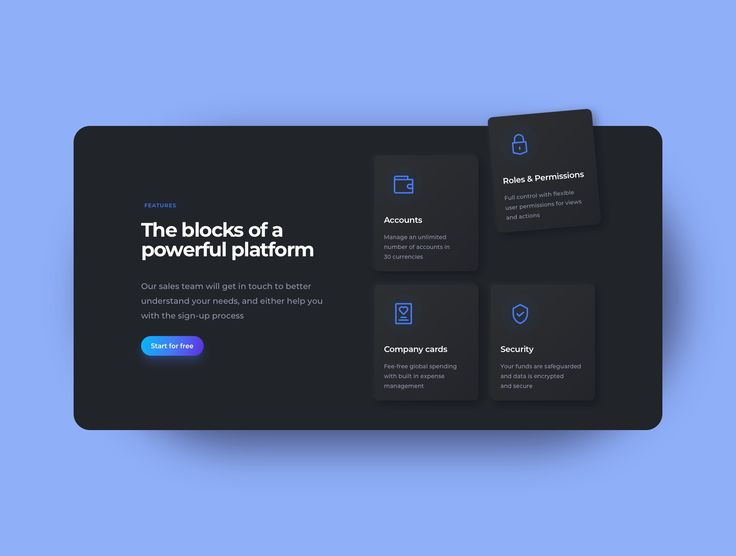 FEATURES
The blocks of a
powerful platform
Our sales team will get in touch to better
understand your needs, and either help you
with the sign-up process
Start for free
Accounts
Manage an unlimited
number of accounts in
30 currencies
Roles & Permissions
Full control with flexible
user permissions for views
and actions
Company cards
Fee-free global spending
with built in expense
management
Security
Your funds are safeguarded
and data is encrypted
and secure